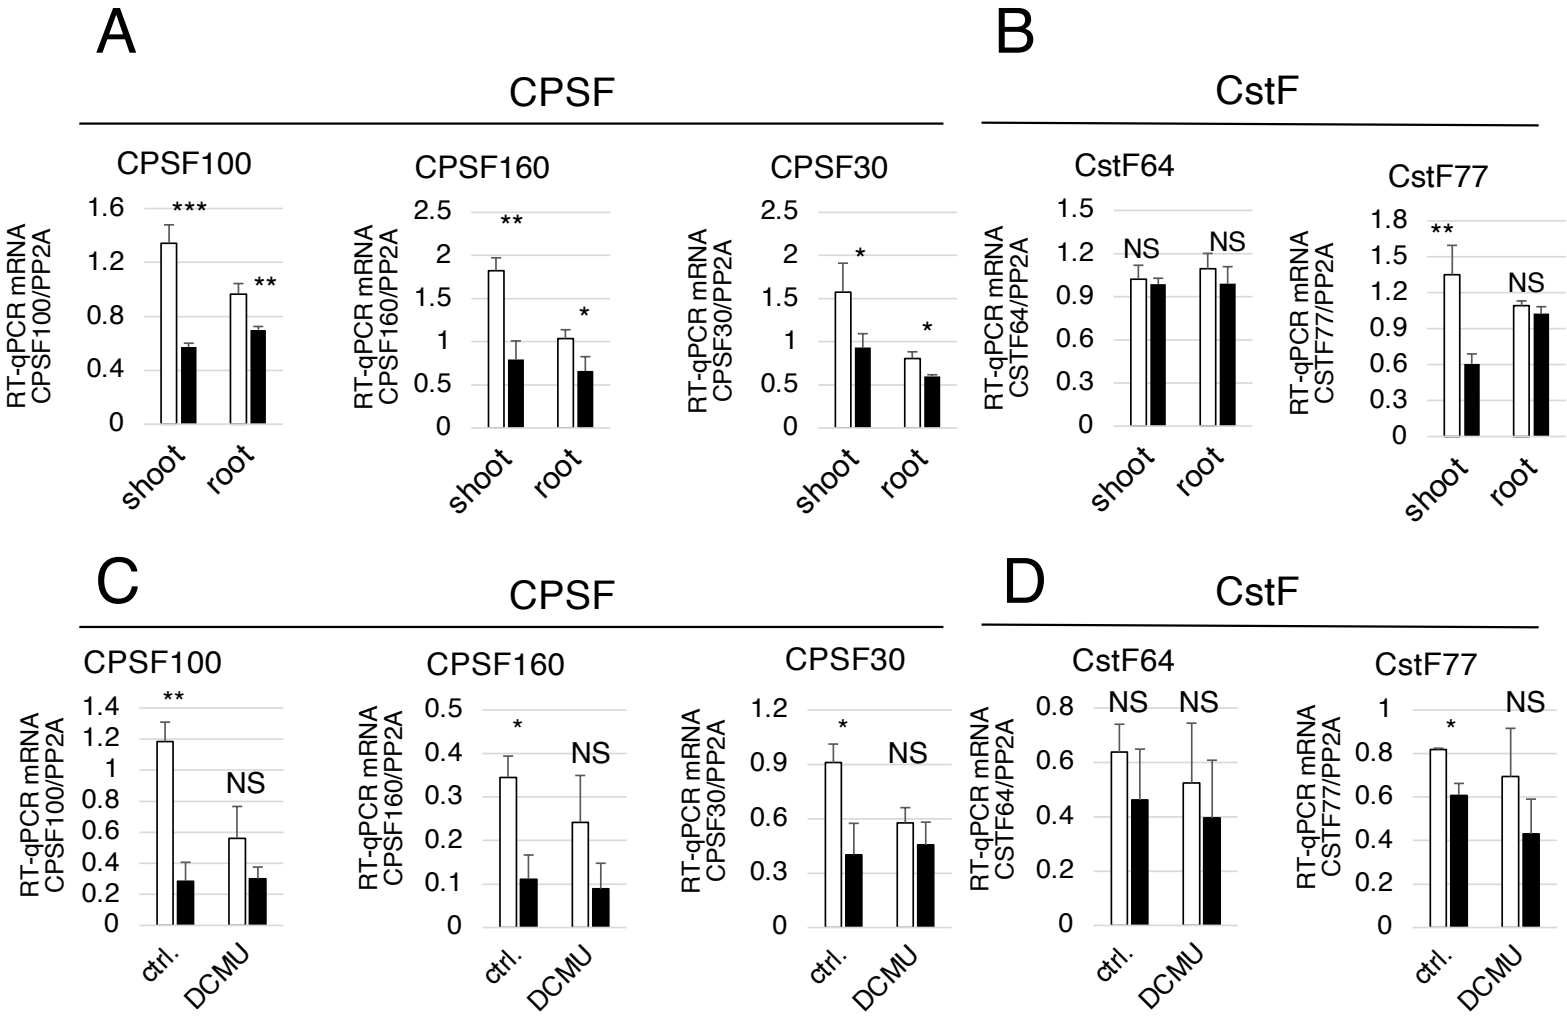 A
CPSF
CPSF100
RT-qPCR mRNA
CPSF100/PP2A
1.6
1.2
0.8
0.4
0
***
**
shoot
root
CPSF160
RT-qPCR mRNA
CPSF160/PP2A
2.5
2
1.5
1
0.5
0
**
*
shoot
root
CPSF30
RT-qPCR mRNA
CPSF30/PP2A
2.5
2
1.5
1
0.5
0
*
*
shoot
root
B
CstF
CstF64
RT-qPCR mRNA
CSTF64/PP2A
1.5
1.2
0.9
0.6
0.3
0
NS
NS
shoot
root
CstF77
RT-qPCR mRNA
CSTF77/PP2A
1.8
1.5
1.2
0.9
0.6
0.3
0
**
NS
shoot
root
C
CPSF
CPSF100
RT-qPCR mRNA
CPSF100/PP2A
1.4
1.2
1
0.8
0.6
0.4
0.2
0
**
NS
ctrl.
DCMU
CPSF160
RT-qPCR mRNA
CPSF160/PP2A
0.5
0.4
0.3
0.2
0.1
0
*
NS
ctrl.
DCMU
CPSF30
RT-qPCR mRNA
CPSF30/PP2A
1.2
0.9
0.6
0.3
0
*
NS
ctrl.
DCMU
D
CstF
CstF64
RT-qPCR mRNA
CSTF64/PP2A
0.8
0.6
0.4
0.2
0
NS
NS
ctrl.
DCMU
CstF77
RT-qPCR mRNA
CSTF77/PP2A
1
0.8
0.6
0.4
0.2
0
*
NS
ctrl.
DCMU